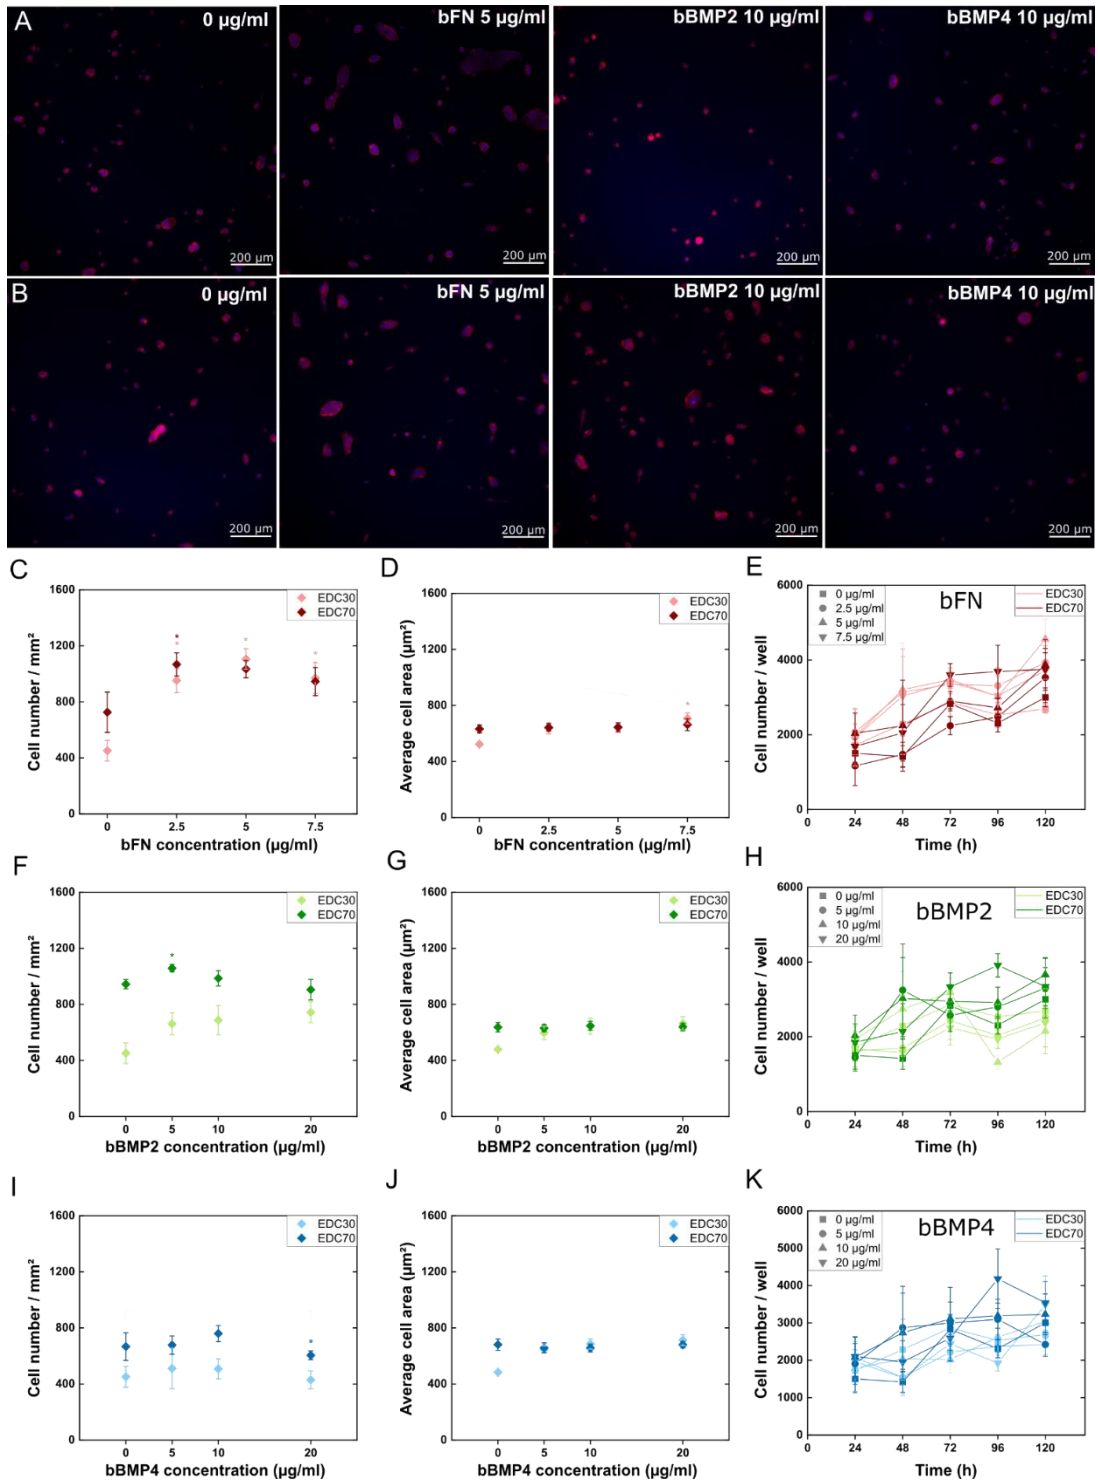 A
0 µg/ml
bFN 5 µg/ml
bBMP2 10 µg/ml
bBMP4 10 µg/ml
200 µm
200 µm
200 µm
200 µm
B
0 µg/ml
bFN 5 µg/ml
bBMP2 10 µg/ml
bBMP4 10 µg/ml
200 µm
200 µm
200 µm
200 µm
C
1600
1200
800
400
0
Cell number / mm²
EDC30
EDC70
*
*
*
*
0
2.5
5
7.5
bFN concentration (µg/ml)
D
1600
1200
800
400
0
Average cell area (µm²)
EDC30
EDC70
*
0
2.5
5
7.5
bFN concentration (µg/ml)
E
6000
4000
2000
0
Cell number / well
0 µg/ml
2.5 µg/ml
5 µg/ml
7.5 µg/ml
bFN
EDC30
EDC70
0
24
48
72
96
120
Time (h)
F
1600
1200
800
400
0
Cell number / mm²
EDC30
EDC70
*
0
5
10
20
bBMP2 concentration (µg/ml)
G
1600
1200
800
400
0
Average cell area (µm²)
EDC30
EDC70
0
5
10
20
bBMP2 concentration (µg/ml)
H
6000
4000
2000
0
Cell number / well
0 µg/ml
5 µg/ml
10 µg/ml
20 µg/ml
bBMP2
EDC30
EDC70
0
24
48
72
96
120
Time (h)
I
1600
1200
800
400
0
Cell number / mm²
EDC30
EDC70
*
0
5
10
20
bBMP4 concentration (µg/ml)
J
1600
1200
800
400
0
Average cell area (µm²)
EDC30
EDC70
0
5
10
20
bBMP4 concentration (µg/ml)
K
6000
5000
4000
3000
2000
1000
0
Cell number / well
0 µg/ml
5 µg/ml
10 µg/ml
20 µg/ml
bBMP4
EDC30
EDC70
0
24
48
72
96
120
Time (h)